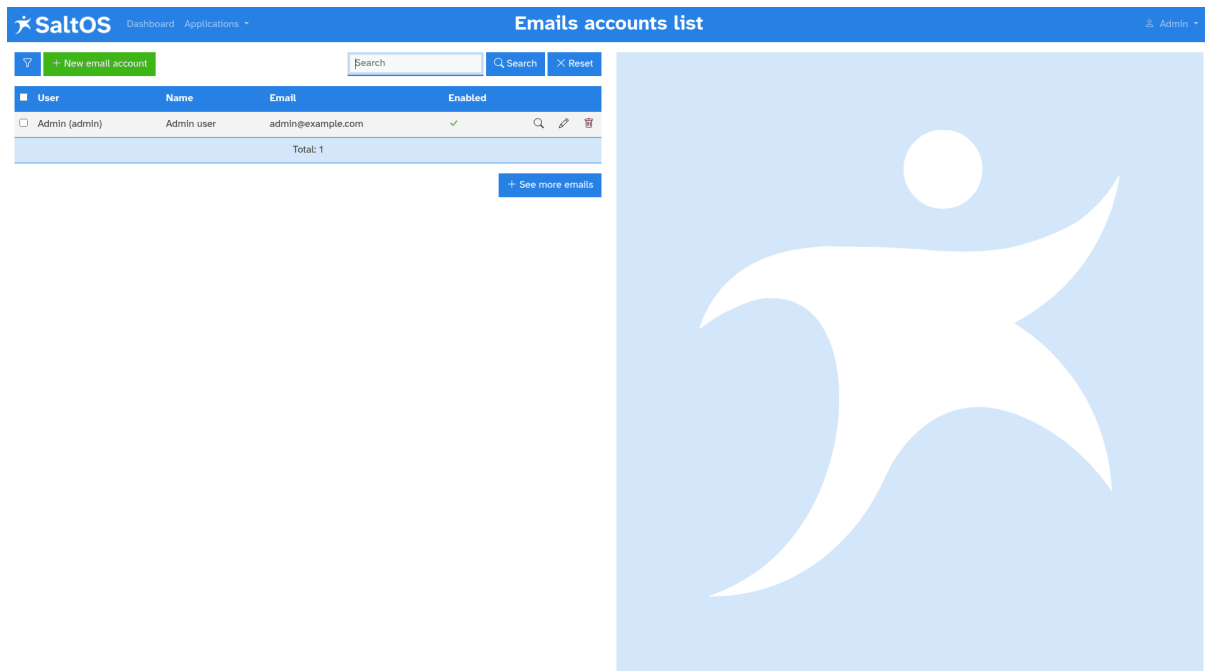 SaltOS Dashboard Applications Emails accounts list Admin
+ New email account Search Search Reset
User Name Email Enabled
Admin (admin) Admin user admin@example.com
Total: 1
+ See more emails